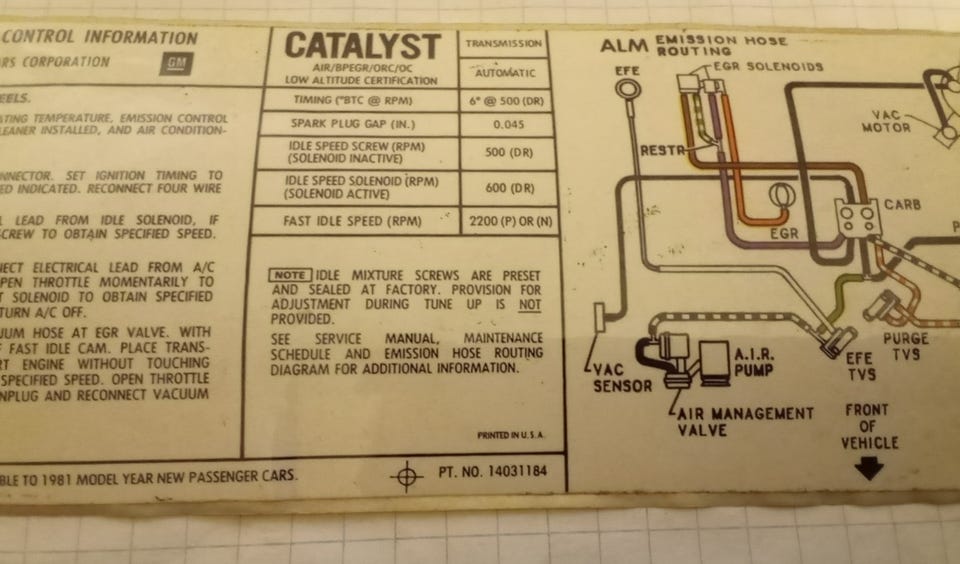 CONTROL INFORMATION
RS CORPORATION GM
EELS.
ATING TEMPERATURE, EMISSION CONTROL
LEANER INSTALLED, AND AIR CONDITION-
NNECTOR. SET IGNITION TIMING TO
ED INDICATED. RECONNECT FOUR WIRE
L LEAD FROM IDLE SOLENOID, IF
SCREW TO OBTAIN SPECIFIED SPEED.
NECT ELECTRICAL LEAD FROM A/C
PEN THROTTLE MOMENTARILY TO
T SOLENOID TO OBTAIN SPECIFIED
TURN A/C OFF.
UUM HOSE AT EGR VALVE. WITH
F FAST IDLE CAM. PLACE TRANS-
RT ENGINE WITHOUT TOUCHING
SPECIFIED SPEED. OPEN THROTTLE
NPLUG AND RECONNECT VACUUM
BLE TO 1981 MODEL YEAR NEW PASSENGER CARS.
CATALYST
AIR/BPEGR/ORC/OC
LOW ALTITUDE CERTIFICATION
TRANSMISSION
AUTOMATIC
TIMING (°BTC @ RPM) 6° @ 500 (DR)
SPARK PLUG GAP (IN.) 0.045
IDLE SPEED SCREW (RPM)
(SOLENOID INACTIVE) 500 (DR)
IDLE SPEED SOLENOID (RPM)
(SOLENOID ACTIVE) 600 (DR)
FAST IDLE SPEED (RPM) 2200 (P) OR (N)
NOTE IDLE MIXTURE SCREWS ARE PRESET
AND SEALED AT FACTORY. PROVISION FOR
ADJUSTMENT DURING TUNE UP IS NOT
PROVIDED.
SEE SERVICE MANUAL, MAINTENANCE
SCHEDULE AND EMISSION HOSE ROUTING
DIAGRAM FOR ADDITIONAL INFORMATION.
PRINTED IN U.S.A.
PT. NO. 14031184
ALM EMISSION HOSE
ROUTING
EFE
EGR SOLENOIDS
VAC
MOTOR
RESTR
CARB
EGR
PURGE
TVS
EFE
TVS
VAC
SENSOR
A.I.R.
PUMP
AIR MANAGEMENT
VALVE
FRONT
OF
VEHICLE